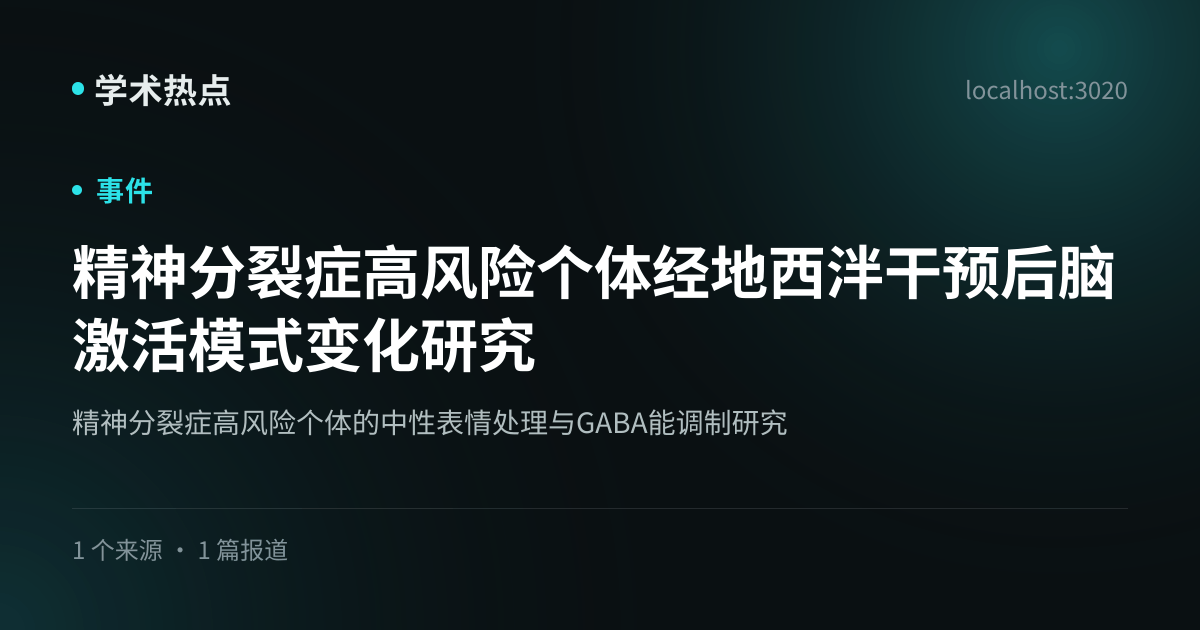 学术热点
localhost:3020
事件
精神分裂症高风险个体经地西泮干预后脑
激活模式变化研究
精神分裂症高风险个体的中性表情处理与GABA能调制研究
1 个来源 · 1 篇报道